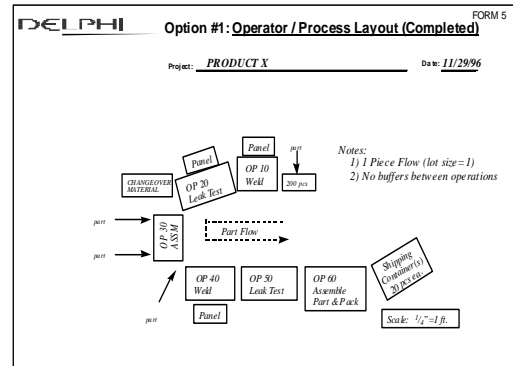 DELPHI
FORM 5
Option #1: Operator / Process Layout (Completed)
Project: PRODUCT X
Date: 11/29/96
Panel
part
Notes:
1) 1 Piece Flow (lot size=1)
2) No buffers between operations
Panel
OP 10
Weld
200 pcs
CHANGEOVER
MATERIAL
OP 20
Leak Test
part
OP 30
ASSM
Part Flow
part
part
OP 40
Weld
OP 50
Leak Test
OP 60
Assemble
Part & Pack
Shipping
Container(s)
20 pcs ea.
Panel
Scale: 1/4"=1 ft.